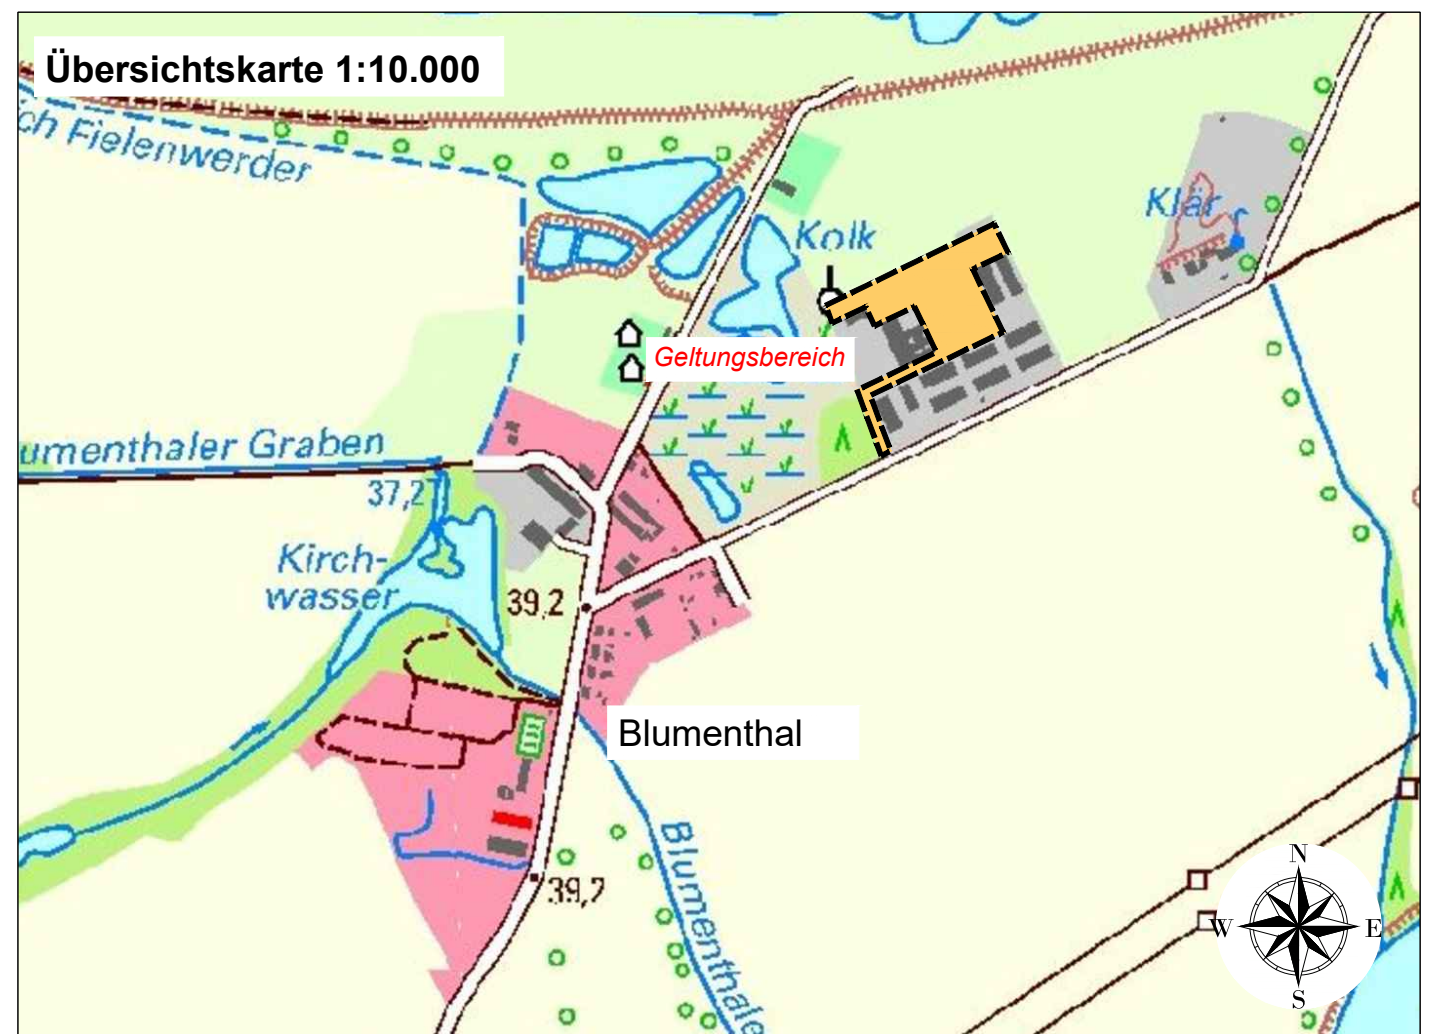 Übersichtskarte 1:10.000
ch Fielenwerder
Kolk
Klär
Geltungsbereich
umenthaler Graben
37,2
Kirch-
wasser
39,2
Blumenthal
39,7
Blumenthale
N
W
E
S